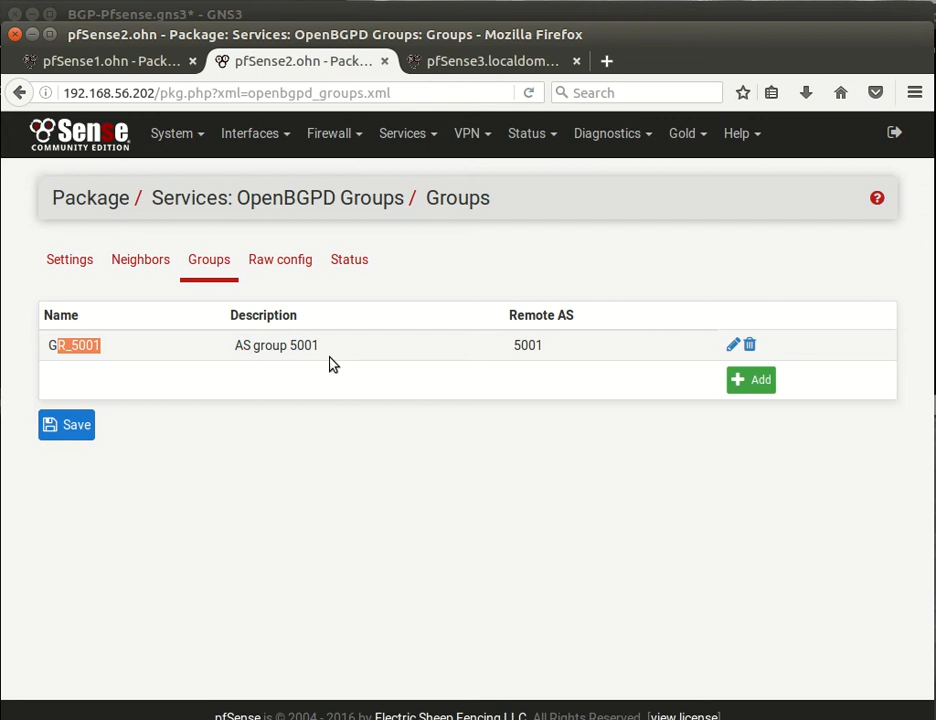 BGP-Pfsense.gns3* - GNS3
pfSense2.ohn - Package: Services: OpenBGPD Groups: Groups - Mozilla Firefox
pfSense1.ohn - Pack... × pfSense2.ohn - Pack... × pfSense3.localdom... ×
192.168.56.202/pkg.php?xml=openbgpd_groups.xml Search
Sense System Interfaces Firewall Services VPN Status Diagnostics Gold Help
COMMUNITY EDITION
Package / Services: OpenBGPD Groups / Groups
Settings Neighbors Groups Raw config Status
Name Description Remote AS
GR_5001 AS group 5001 5001
Add
Save
pfSense is © 2004 - 2016 by Electric Sheep Fencing LLC. All Rights Reserved. [view license]